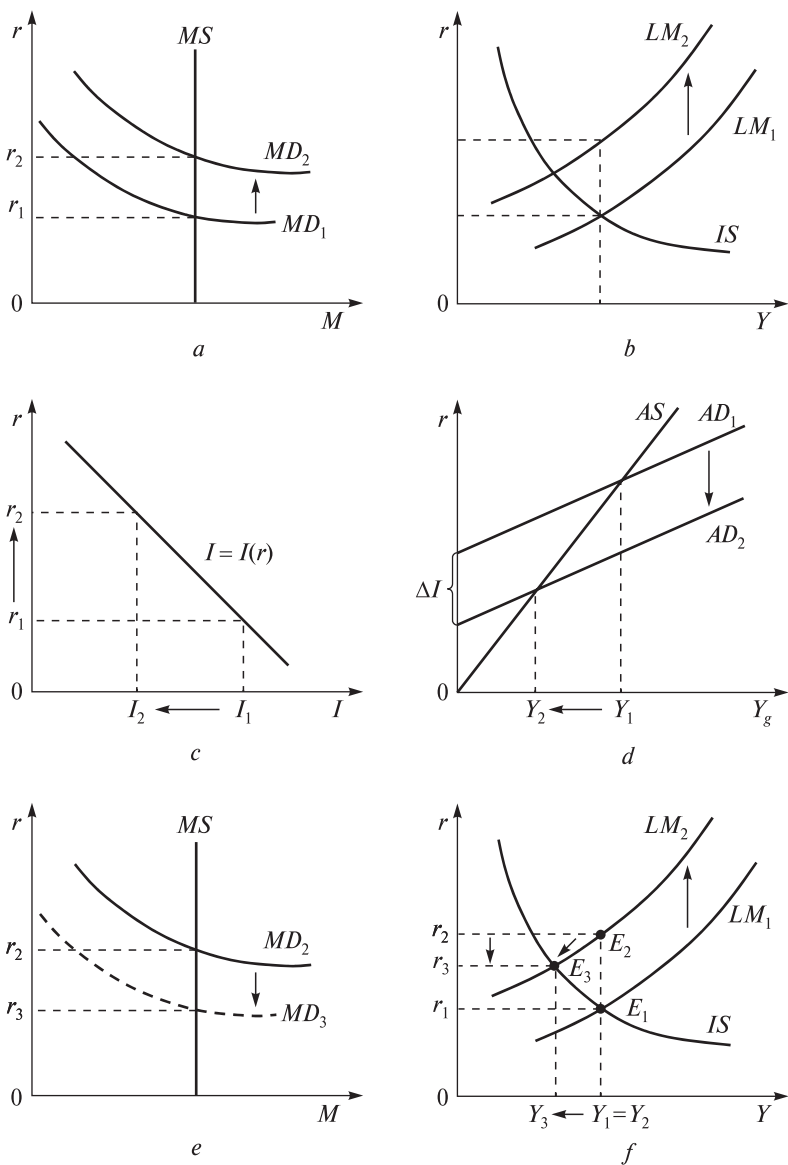 r
MS
r₂
MD₂
r₁
MD₁
0
M
a
r
LM₂
LM₁
IS
0
Y
b
r
r₂
I = I(r)
r₁
0
I₂
I₁
I
c
r
AS
AD₁
AD₂
ΔI
0
Y₂
Y₁
Y_g
d
r
MS
r₂
MD₂
r₃
MD₃
0
M
e
r
LM₂
LM₁
r₂
E₂
r₃
E₃
r₁
E₁
IS
0
Y₃
Y₁=Y₂
Y
f